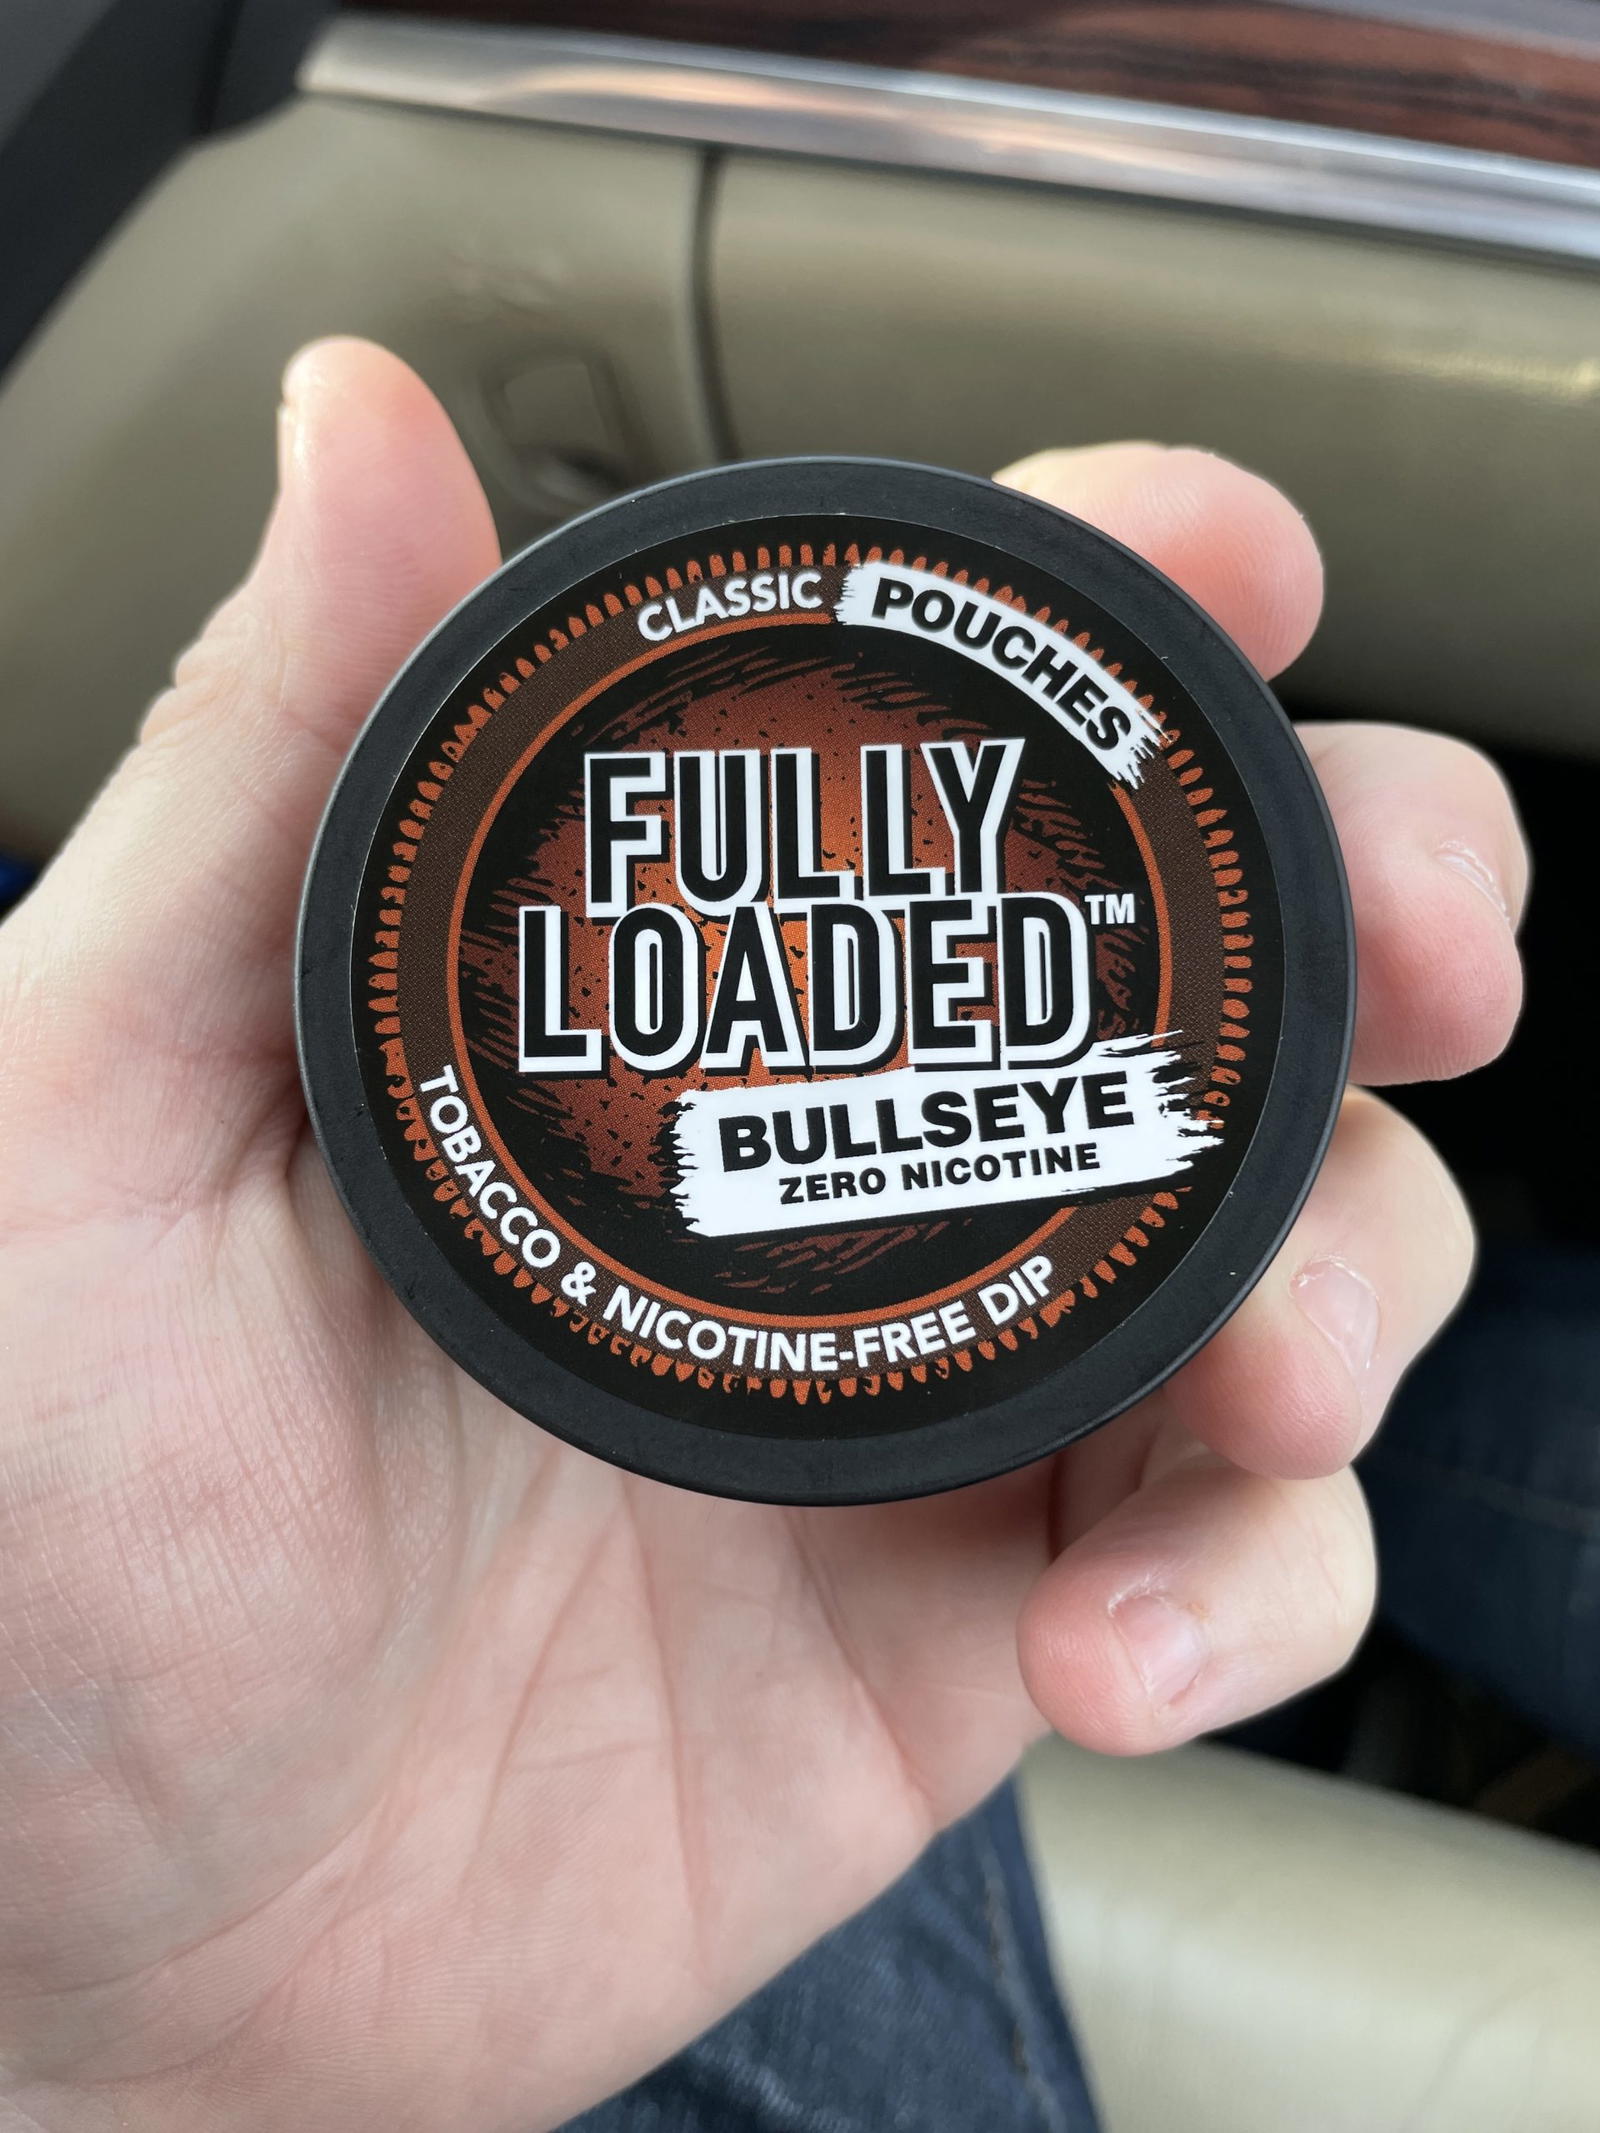 CLASSIC POUCHES
FULLY
LOADED™
BULLSEYE
ZERO NICOTINE
TOBACCO & NICOTINE-FREE DIP